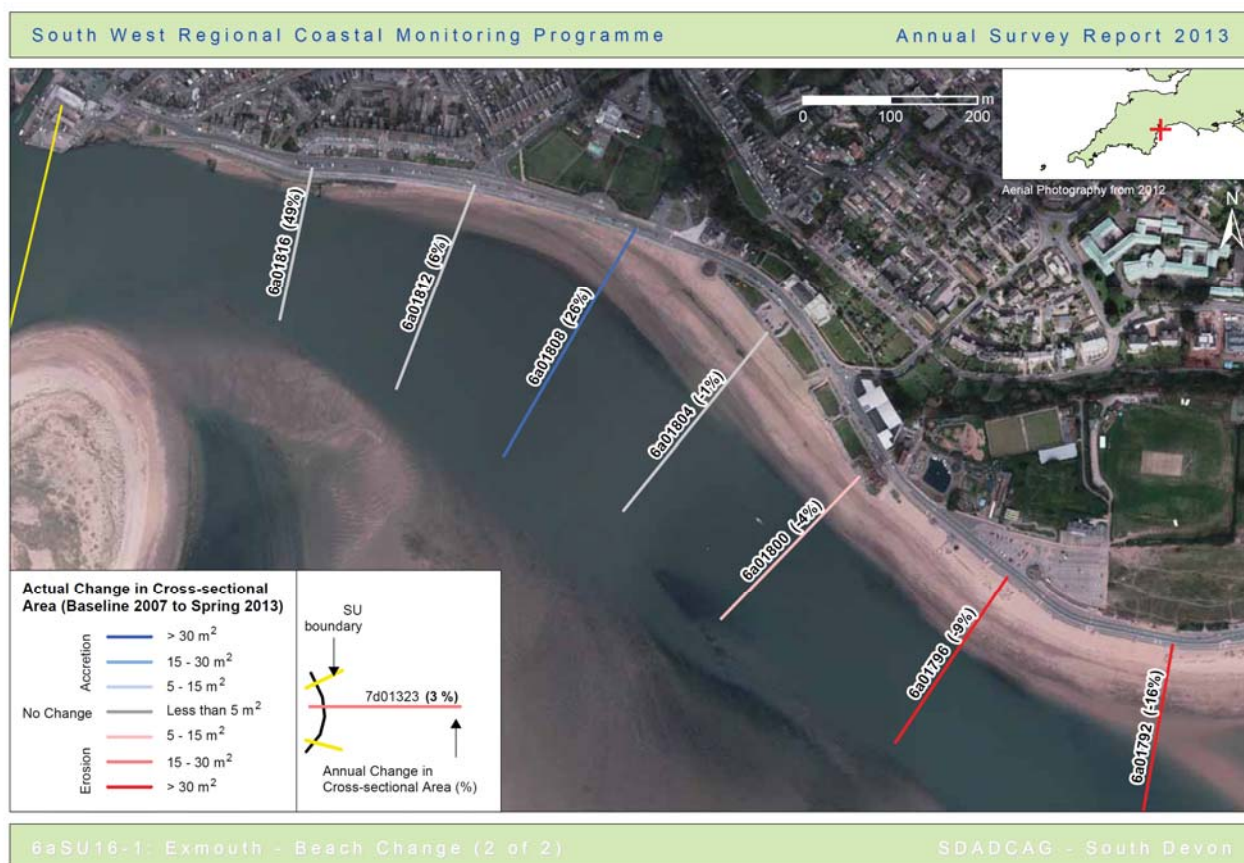 South West Regional Coastal Monitoring Programme
Annual Survey Report 2013
m
0 100 200
Aerial Photography from 2012
N
6a01816 (49%)
6a01812 (6%)
6a01808 (26%)
6a01804 (-1%)
6a01800 (-4%)
6a01796 (-9%)
6a01792 (-16%)
Actual Change in Cross-sectional
Area (Baseline 2007 to Spring 2013)
Accretion
> 30 m²
15 - 30 m²
5 - 15 m²
No Change
Less than 5 m²
Erosion
5 - 15 m²
15 - 30 m²
> 30 m²
SU
boundary
7d01323 (3 %)
Annual Change in
Cross-sectional Area (%)
6aSU16-1: Exmouth - Beach Change (2 of 2)
SDADCAG - South Devon